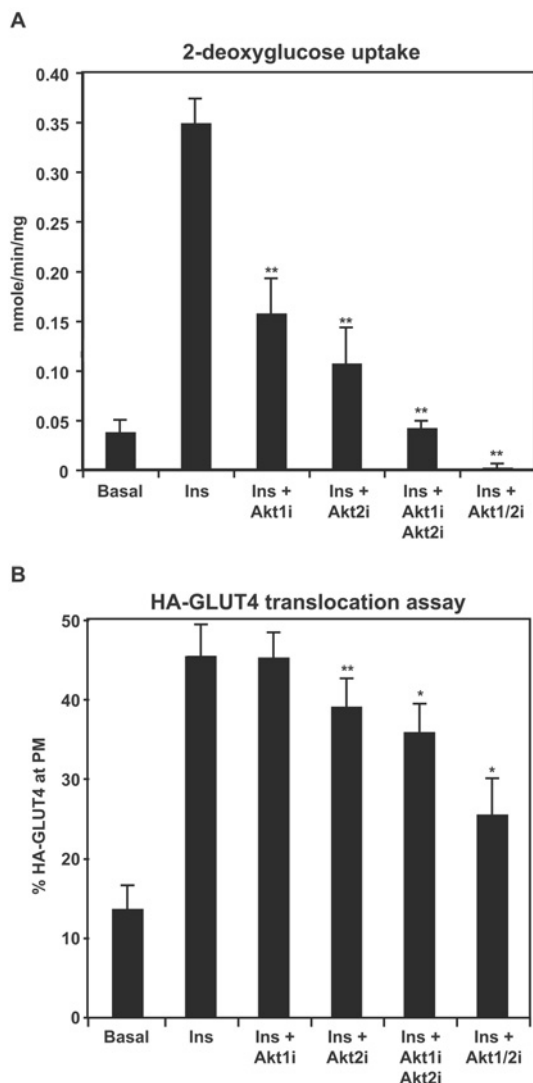 A
2-deoxyglucose uptake
0.40
0.35
0.30
0.25
0.20
0.15
0.10
0.05
0
nmole/min/mg
**
**
**
**
Basal
Ins
Ins +
Akt1i
Ins +
Akt2i
Ins +
Akt1i
Akt2i
Ins +
Akt1/2i
B
HA-GLUT4 translocation assay
50
40
30
20
10
0
% HA-GLUT4 at PM
**
*
*
Basal
Ins
Ins +
Akt1i
Ins +
Akt2i
Ins +
Akt1i
Akt2i
Ins +
Akt1/2i